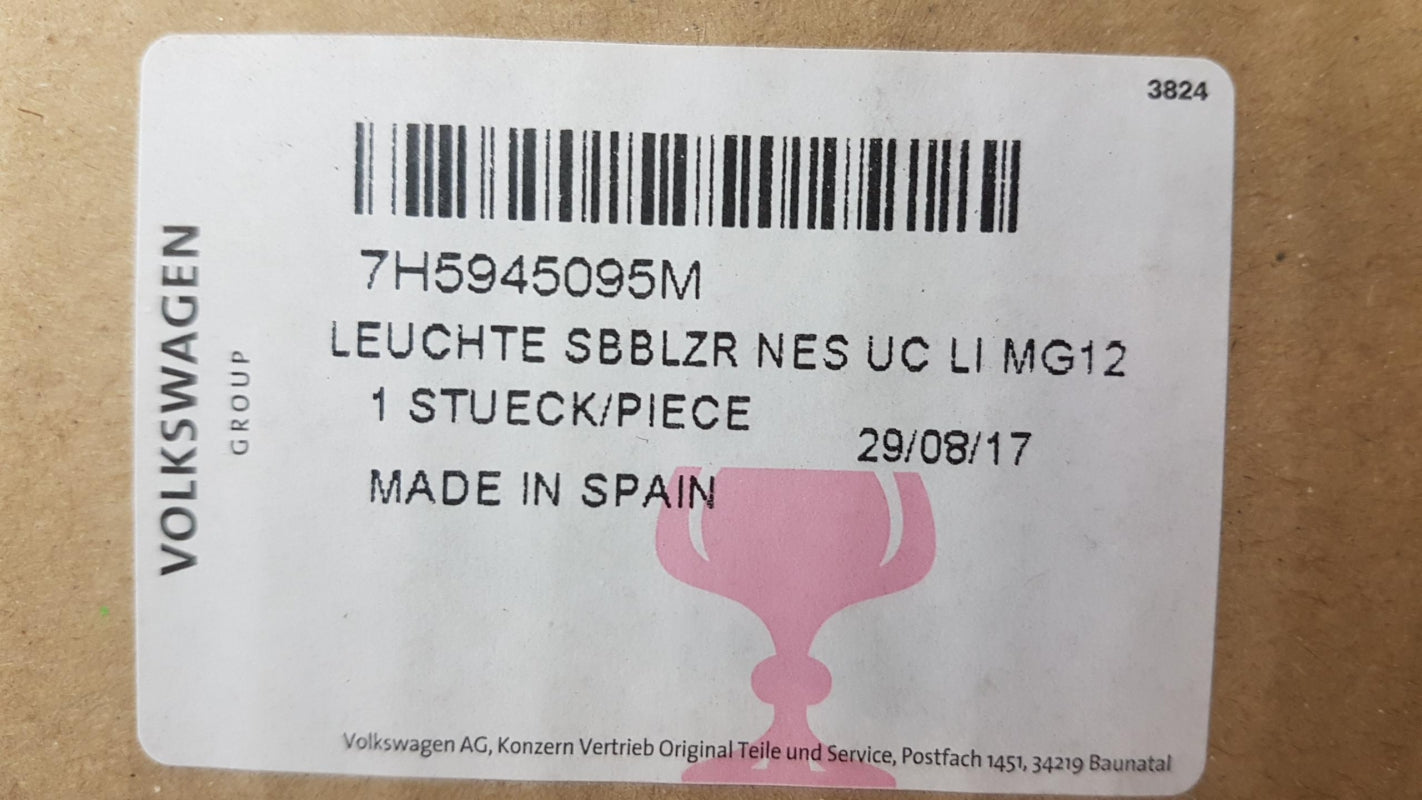 3824
VOLKSWAGEN
GROUP
7H5945095M
LEUCHTE SBBLZR NES UC LI MG12
1 STUECK/PIECE
29/08/17
MADE IN SPAIN
Volkswagen AG, Konzern Vertrieb Original Teile und Service, Postfach 1451, 34219 Baunatal